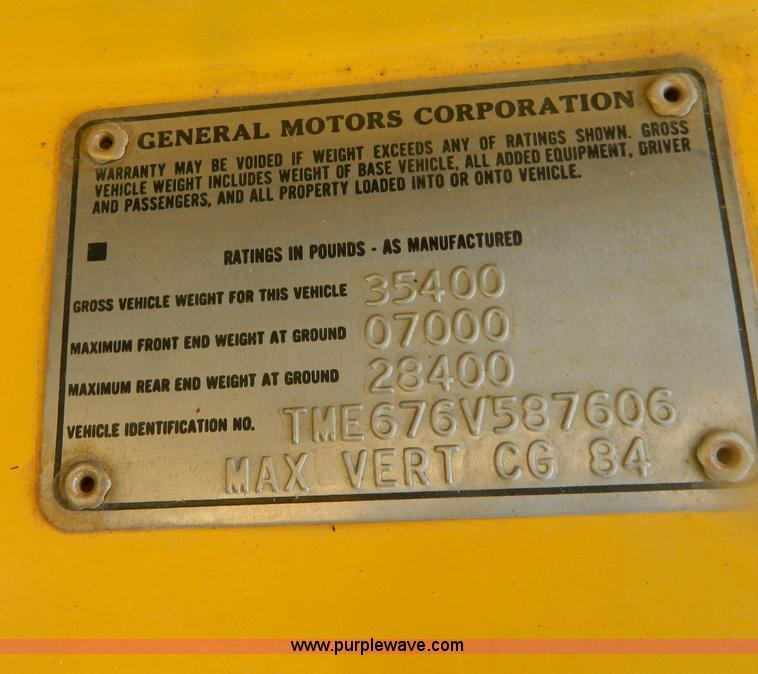 GENERAL MOTORS CORPORATION
WARRANTY MAY BE VOIDED IF WEIGHT EXCEEDS ANY OF RATINGS SHOWN. GROSS
VEHICLE WEIGHT INCLUDES WEIGHT OF BASE VEHICLE, ALL ADDED EQUIPMENT, DRIVER
AND PASSENGERS, AND ALL PROPERTY LOADED INTO OR ONTO VEHICLE.
RATINGS IN POUNDS - AS MANUFACTURED
GROSS VEHICLE WEIGHT FOR THIS VEHICLE 35400
MAXIMUM FRONT END WEIGHT AT GROUND 07000
MAXIMUM REAR END WEIGHT AT GROUND 28400
VEHICLE IDENTIFICATION NO. TME676V587606
MAX VERT CG 84
www.purplewave.com